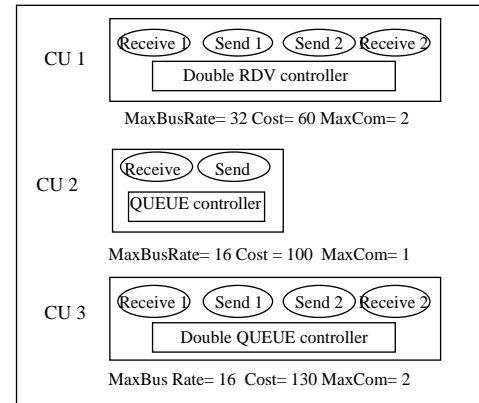 CU 1
Receive 1 Send 1 Send 2 Receive 2
Double RDV controller
MaxBusRate= 32 Cost= 60 MaxCom= 2
CU 2
Receive Send
QUEUE controller
MaxBusRate= 16 Cost = 100 MaxCom= 1
CU 3
Receive 1 Send 1 Send 2 Receive 2
Double QUEUE controller
MaxBus Rate= 16 Cost= 130 MaxCom= 2